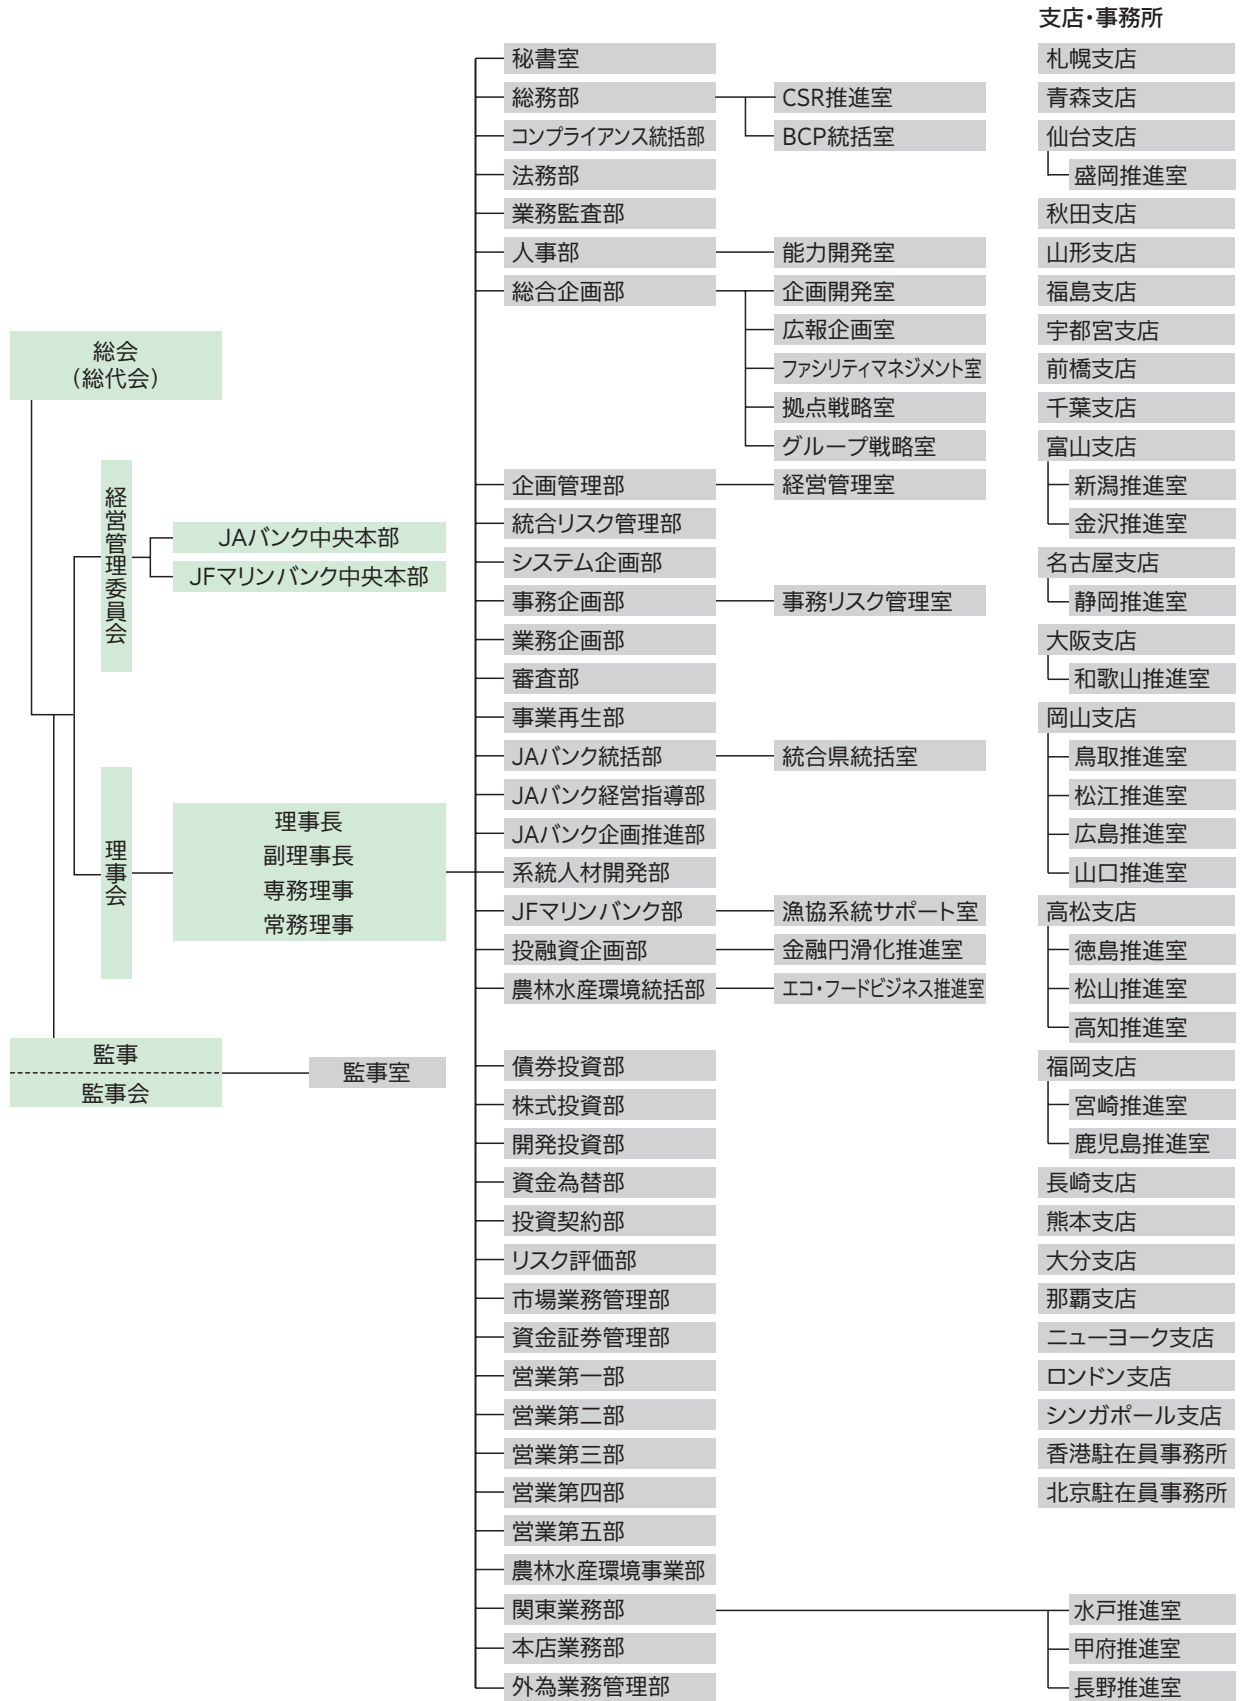 総会
（総代会）
経営管理委員会
JAバンク中央本部
JFマリンバンク中央本部
理事会
理事長
副理事長
専務理事
常務理事
監事
監事会
監事室
秘書室
総務部
CSR推進室
BCP統括室
コンプライアンス統括部
法務部
業務監査部
人事部
能力開発室
総合企画部
企画開発室
広報企画室
ファシリティマネジメント室
拠点戦略室
グループ戦略室
企画管理部
経営管理室
統合リスク管理部
システム企画部
事務企画部
事務リスク管理室
業務企画部
審査部
事業再生部
JAバンク統括部
統合県統括室
JAバンク経営指導部
JAバンク企画推進部
系統人材開発部
JFマリンバンク部
漁協系統サポート室
投融資企画部
金融円滑化推進室
農林水産環境統括部
エコ・フードビジネス推進室
債券投資部
株式投資部
開発投資部
資金為替部
投資契約部
リスク評価部
市場業務管理部
資金証券管理部
営業第一部
営業第二部
営業第三部
営業第四部
営業第五部
農林水産環境事業部
関東業務部
水戸推進室
甲府推進室
長野推進室
本店業務部
外為業務管理部
支店・事務所
札幌支店
青森支店
仙台支店
盛岡推進室
秋田支店
山形支店
福島支店
宇都宮支店
前橋支店
千葉支店
富山支店
新潟推進室
金沢推進室
名古屋支店
静岡推進室
大阪支店
和歌山推進室
岡山支店
鳥取推進室
松江推進室
広島推進室
山口推進室
高松支店
徳島推進室
松山推進室
高知推進室
福岡支店
宮崎推進室
鹿児島推進室
長崎支店
熊本支店
大分支店
那覇支店
ニューヨーク支店
ロンドン支店
シンガポール支店
香港駐在員事務所
北京駐在員事務所